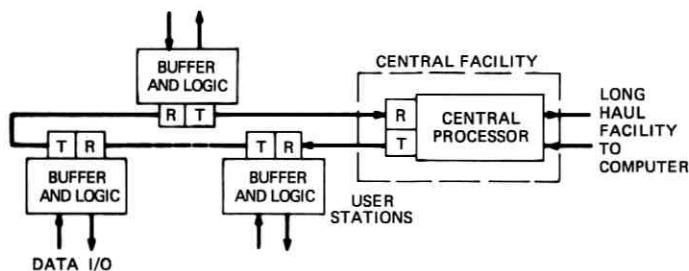 BUFFER
AND LOGIC
R T
CENTRAL FACILITY
R
T
CENTRAL
PROCESSOR
LONG
HAUL
FACILITY
TO
COMPUTER
T R
BUFFER
AND LOGIC
T R
BUFFER
AND LOGIC
USER
STATIONS
DATA I/O